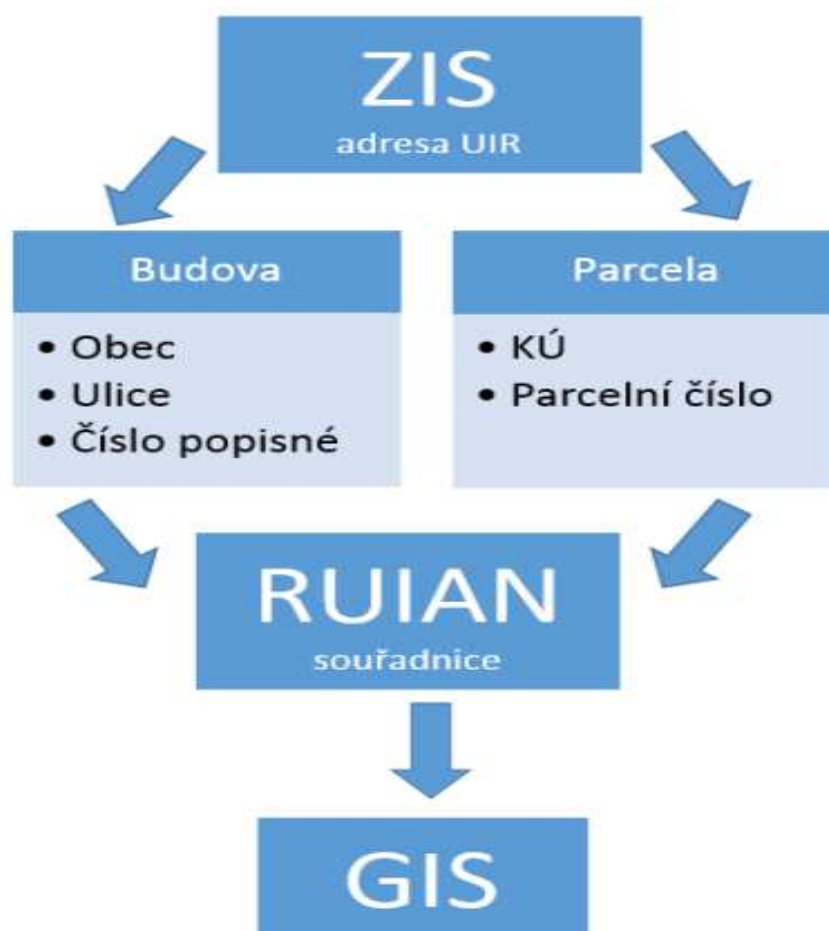 ZIS
adresa UIR
Budova
• Obec
• Ulice
• Číslo popisné
Parcela
• KÚ
• Parcelní číslo
RUIAN
souřadnice
GIS